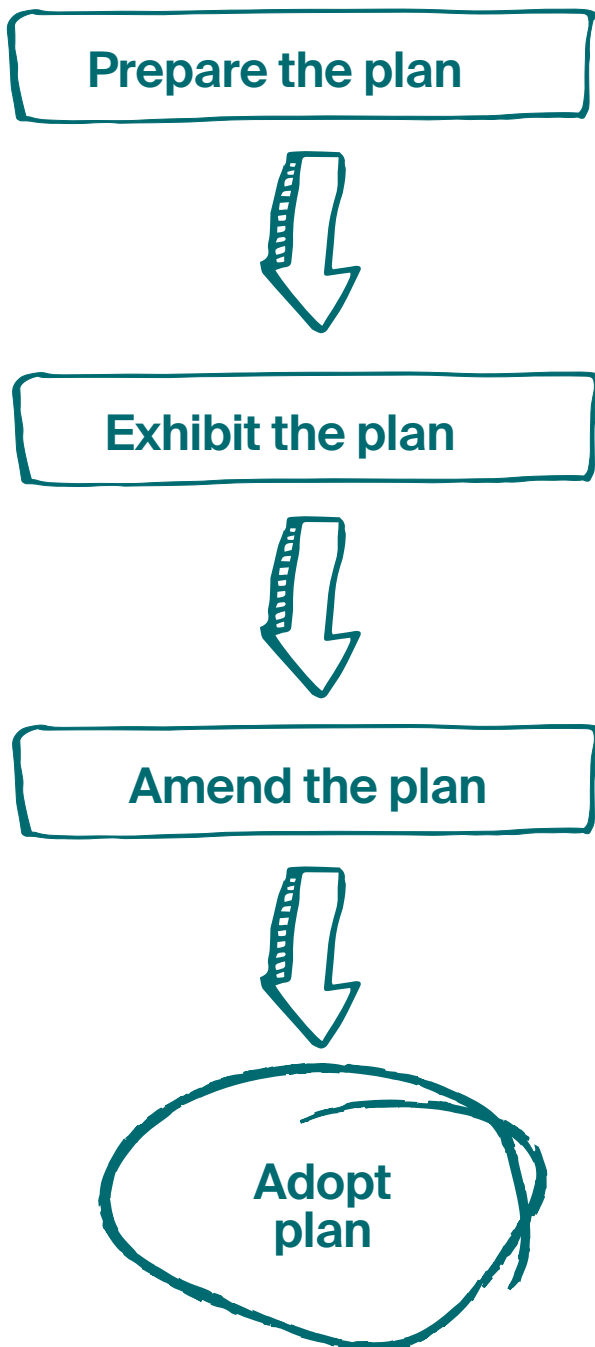 Prepare the plan
Exhibit the plan
Amend the plan
Adopt
plan